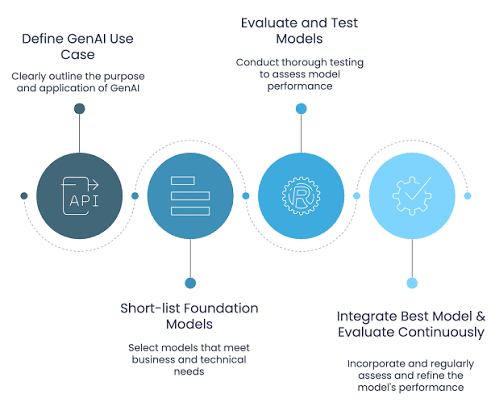 Define GenAI Use
Case
Clearly outline the purpose
and application of GenAI
API
Short-list Foundation
Models
Select models that meet
business and technical
needs
Evaluate and Test
Models
Conduct thorough testing
to assess model
performance
R
Integrate Best Model &
Evaluate Continuously
Incorporate and regularly
assess and refine the
model's performance